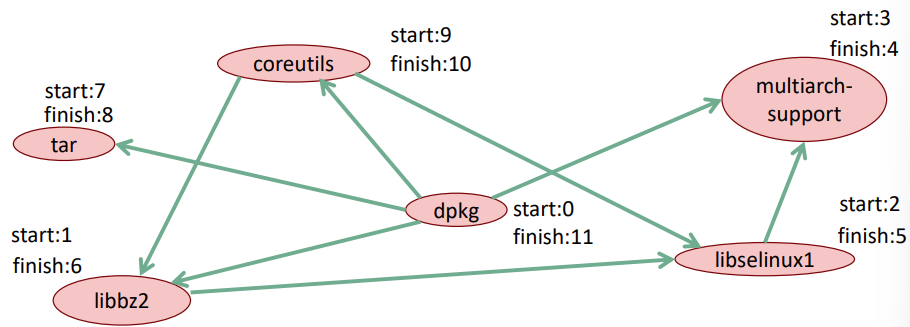 start:3
finish:4
start:9
finish:10
coreutils
multiarch-
support
start:7
finish:8
tar
dpkg
start:0
finish:11
start:2
finish:5
libselinux1
start:1
finish:6
libbz2